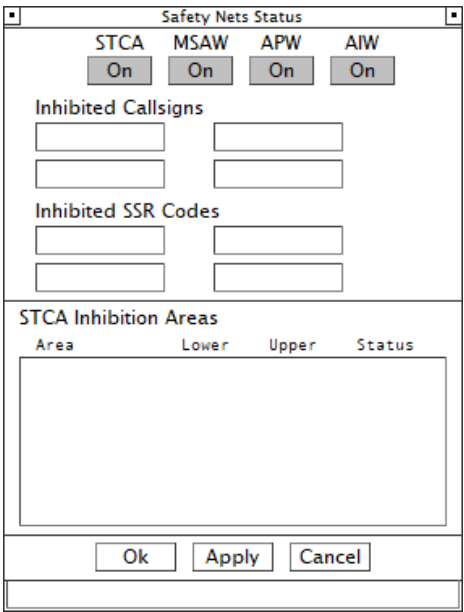 Safety Nets Status
STCA MSAW APW AIW
On On On On
Inhibited Callsigns
Inhibited SSR Codes
STCA Inhibition Areas
Area Lower Upper Status
Ok Apply Cancel